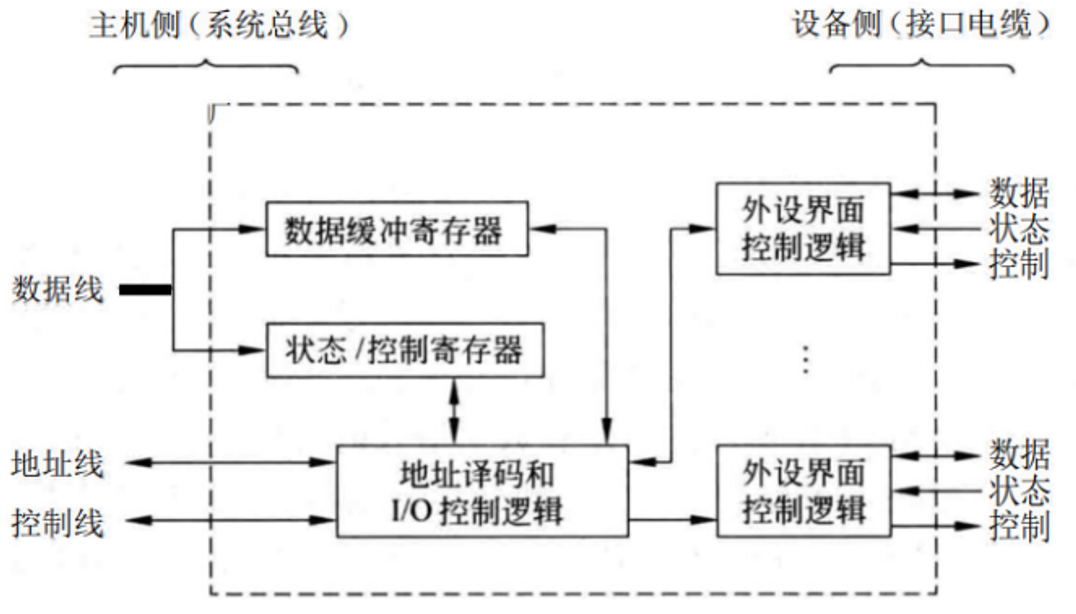 主机侧（系统总线）
设备侧（接口电缆）
数据缓冲寄存器
外设界面
控制逻辑
数据
状态
控制
数据线
状态/控制寄存器
地址线
控制线
地址译码和
I/O 控制逻辑
外设界面
控制逻辑
数据
状态
控制